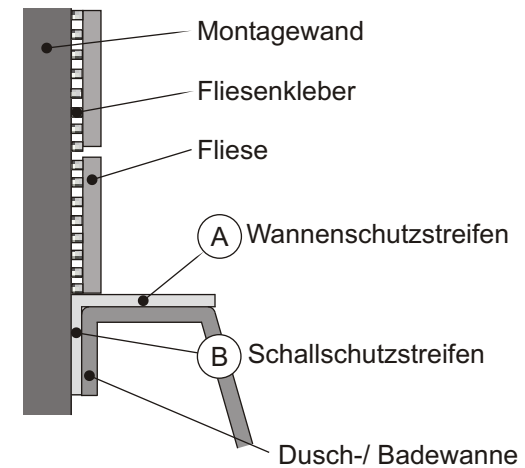 Montagewand
Fliesenkleber
Fliese
A Wannenschutzstreifen
B Schallschutzstreifen
Dusch-/ Badewanne